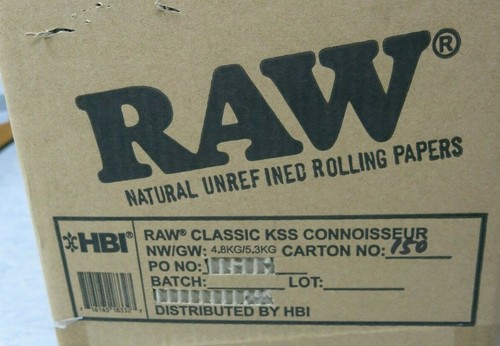 RAW®
NATURAL UNREFINED ROLLING PAPERS
HBI®
RAW® CLASSIC KSS CONNOISSEUR
NW/GW: 4,8KG/5,3KG CARTON NO: 150
PO NO:
BATCH: LOT:
DISTRIBUTED BY HBI